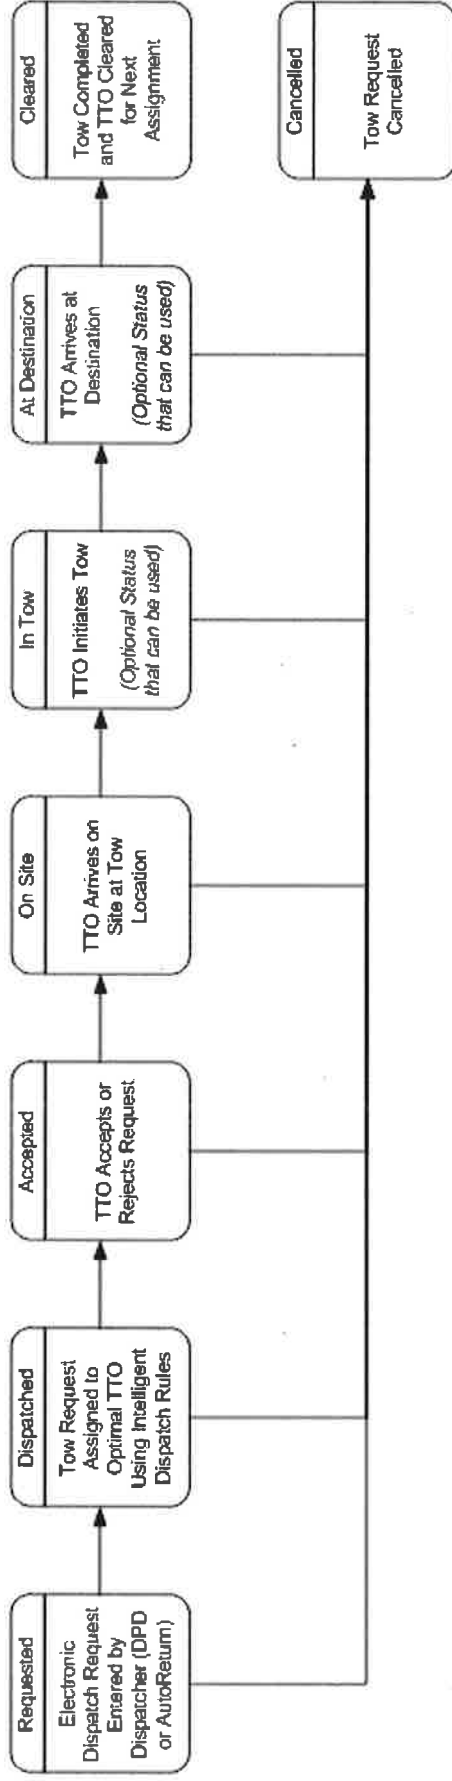 Requested
Electronic
Dispatch Request
Entered by
Dispatcher (DPD
or AutoReturn)
Dispatched
Tow Request
Assigned to
Optimal TTO
Using Intelligent
Dispatch Rules
Accepted
TTO Accepts or
Rejects Request
On Site
TTO Arrives on
Site at Tow
Location
In Tow
TTO Initiates Tow
(Optional Status
that can be used)
At Destination
TTO Arrives at
Destination
(Optional Status
that can be used)
Cleared
Tow Completed
and TTO Cleared
for Next
Assignment
Cancelled
Tow Request
Cancelled